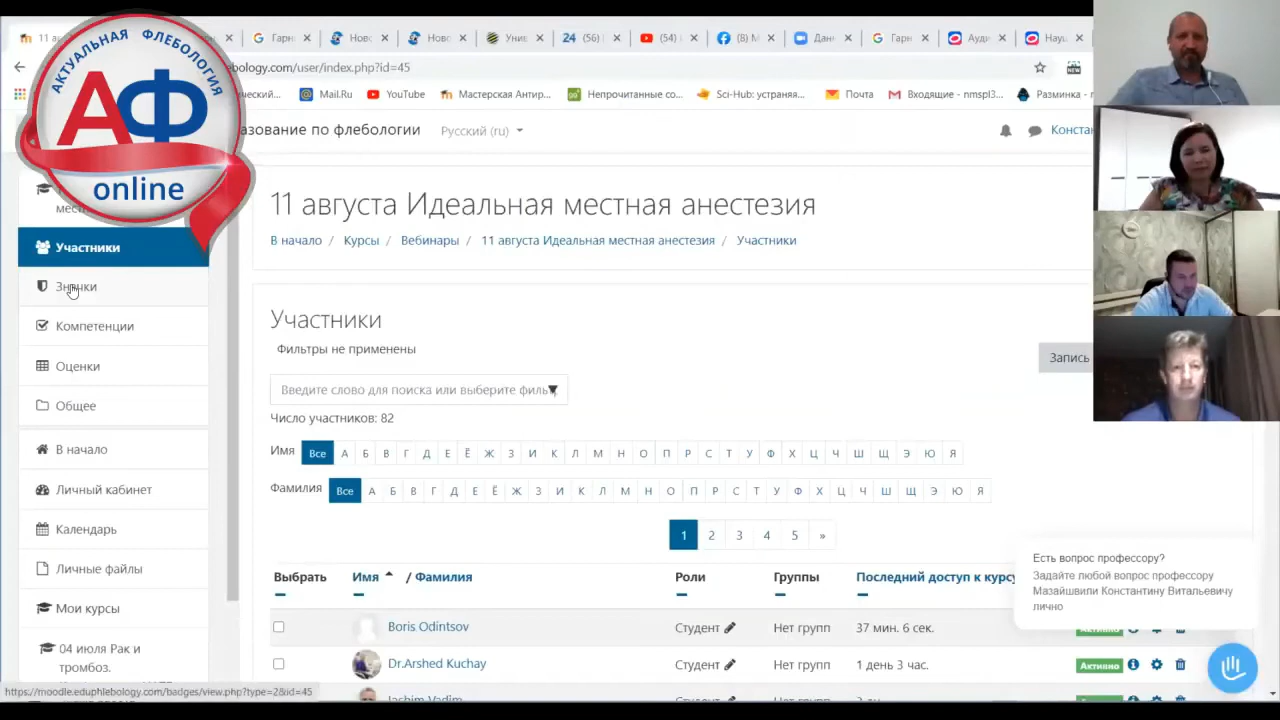 АКТУАЛЬНАЯ ФЛЕБОЛОГИЯ
АФ
online
Гарн
Ново
Ново
Унив
24 (56)
(54)
(8) М
Дан
Гарн
Ауди
Науч
ebology.com/user/index.php?id=45
NEW
ический...
Mail.Ru
YouTube
Мастерская Антир...
Непрочитанные со...
Sci-Hub: устраняя...
Почта
Входящие - nmspl3...
Разминка -
азование по флебологии
Русский (ru)
Конста
11 августа Идеальная местная анестезия
В начало / Курсы / Вебинары / 11 августа Идеальная местная анестезия / Участники
Участники
Значки
Компетенции
Оценки
Общее
В начало
Личный кабинет
Календарь
Личные файлы
Мои курсы
04 июля Рак и
тромбоз.
Участники
Фильтры не применены
Запись
Введите слово для поиска или выберите филь
Число участников: 82
Имя Все А Б В Г Д Е Ё Ж З И К Л М Н О П Р С Т У Ф Х Ц Ч Ш Щ Э Ю Я
Фамилия Все А Б В Г Д Е Ё Ж З И К Л М Н О П Р С Т У Ф Х Ц Ч Ш Щ Э Ю Я
1 2 3 4 5 »
Выбрать Имя / Фамилия Роли Группы Последний доступ к курсу
Boris Odintsov Студент Нет групп 37 мин. 6 сек. Активно
Dr.Arshed Kuchay Студент Нет групп 1 день 3 час. Активно
Есть вопрос профессору?
Задайте любой вопрос профессору
Мазайшвили Константину Витальевичу
лично
https://moodle.eduphlebology.com/badges/view.php?type=2&id=45